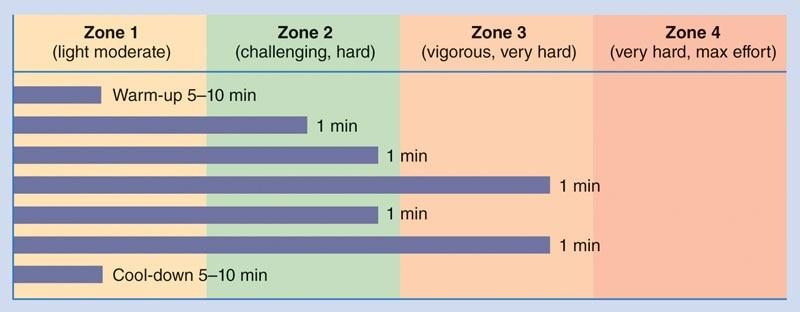 Zone 1
(light moderate)
Zone 2
(challenging, hard)
Zone 3
(vigorous, very hard)
Zone 4
(very hard, max effort)
Warm-up 5–10 min
1 min
1 min
1 min
1 min
1 min
Cool-down 5–10 min